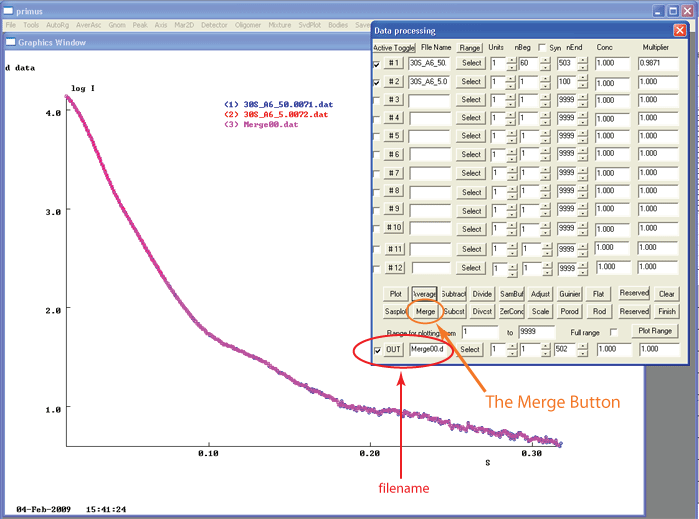 primus
File Tools AutoRg AverAsc Gnom Peak Axis Mar2D Detector Oligomer Mixture SvdPlot Bodies Sav
Graphics Window
d data
log I
4.0
3.0
2.0
1.0
0.10
0.20
0.30
S
(1) 30S_A6_50.0071.dat
(2) 30S_A6_5.0072.dat
(3) Merge00.dat
04-Feb-2009 15:41:24
Data processing
Active Toggle File Name Range Units nBeg Syn nEnd Conc Multiplier
# 1 30S_A6_50. Select 1 60 503 1.000 0.9871
# 2 30S_A6_5.0 Select 1 1 100 1.000 1.000
# 3 Select 1 1 9999 1.000 1.000
# 4 Select 1 1 9999 1.000 1.000
# 5 Select 1 1 9999 1.000 1.000
# 6 Select 1 1 9999 1.000 1.000
# 7 Select 1 1 9999 1.000 1.000
# 8 Select 1 1 9999 1.000 1.000
# 9 Select 1 1 9999 1.000 1.000
# 10 Select 1 1 9999 1.000 1.000
# 11 Select 1 1 9999 1.000 1.000
# 12 Select 1 1 9999 1.000 1.000
Plot Average Subtract Divide SamBuf Adjust Guinier Flat Reserved Clear
Sasplot Merge Subcst Divcst ZerConc Scale Porod Rod Reserved Finish
Range for plotting from 1 to 9999 Full range Plot Range
OUT Merge00.d Select 1 1 502 1.000 1.000
The Merge Button
filename